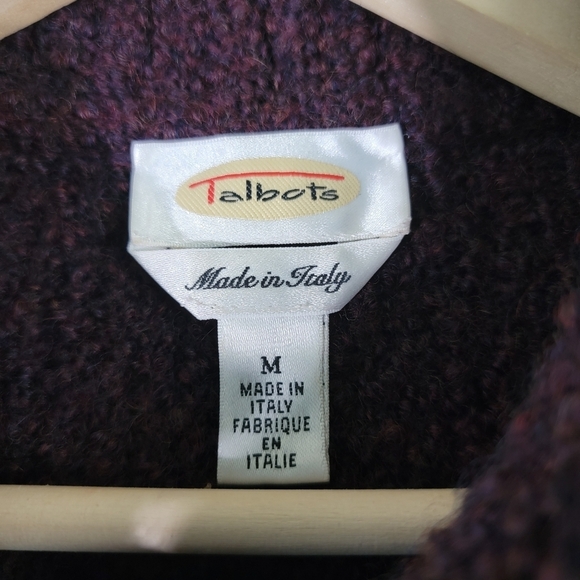 Talbots
Made in Italy
M
MADE IN
ITALY
FABRIQUE
EN
ITALIE